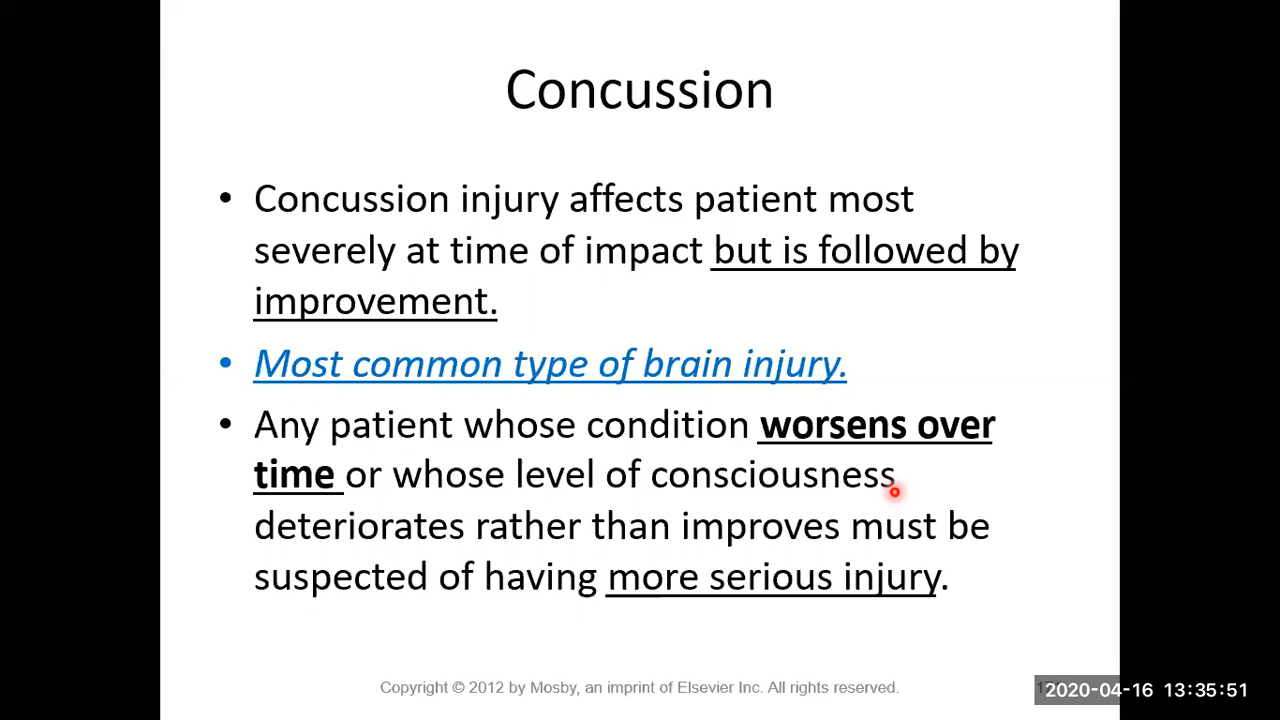 Concussion
• Concussion injury affects patient most
severely at time of impact but is followed by
improvement.
• Most common type of brain injury.
• Any patient whose condition worsens over
time or whose level of consciousness
deteriorates rather than improves must be
suspected of having more serious injury.
Copyright © 2012 by Mosby, an imprint of Elsevier Inc. All rights reserved.
2020-04-16 13:35:51